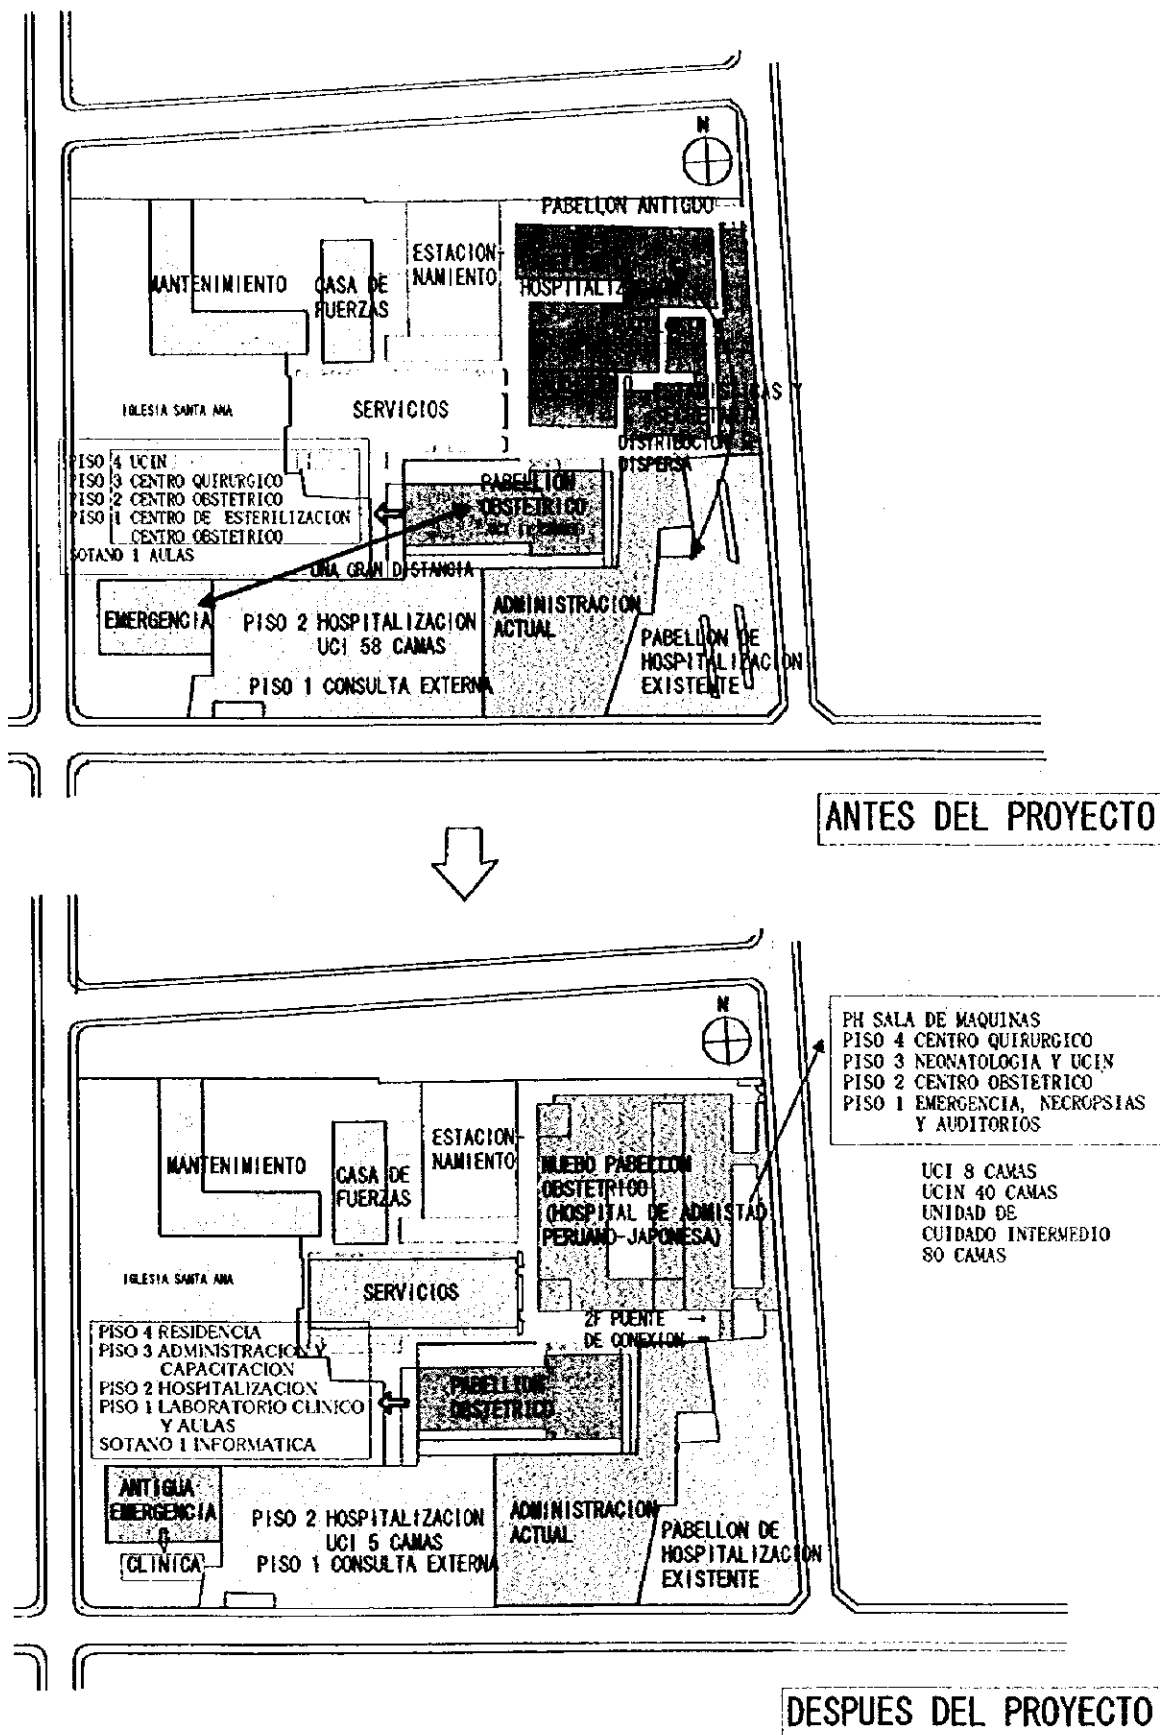 N
PABELLON ANTIGUO
ESTACION-
NAMIENTO
MANTENIMIENTO
CASA DE
FUERZAS
IGLESIA SANTA ANA
SERVICIOS
Y
DISTRIBUCION
DISPERSA
PISO 4 UCIN
PISO 3 CENTRO QUIRURGICO
PISO 2 CENTRO OBSTETRICO
PISO 1 CENTRO DE ESTERILIZACION
CENTRO OBSTETRICO
SOTANO 1 AULAS
PABELLION
OBSTETRICO
UNA GRAN DISTANCIA
EMERGENCIA
PISO 2 HOSPITALIZACION
UCI 58 CAMAS
PISO 1 CONSULTA EXTERNA
ADMINISTRACION
ACTUAL
PABELLON DE
HOSPITALIZACION
EXISTENTE
ANTES DEL PROYECTO
N
PH SALA DE MAQUINAS
PISO 4 CENTRO QUIRURGICO
PISO 3 NEONATOLOGIA Y UCIN
PISO 2 CENTRO OBSTETRICO
PISO 1 EMERGENCIA, NECROPSIAS
Y AUDITORIOS
UCI 8 CAMAS
UCIN 40 CAMAS
UNIDAD DE
CUIDADO INTERMEDIO
80 CAMAS
ESTACION-
NAMIENTO
MANTENIMIENTO
CASA DE
FUERZAS
NUEBO PABELLON
OBSTETRICO
(HOSPITAL DE ADMISTAD
PERUANO-JAPONESA)
IGLESIA SANTA ANA
SERVICIOS
2F PUENTE →
DE CONEXION
PISO 4 RESIDENCIA
PISO 3 ADMINISTRACION Y
CAPACITACION
PISO 2 HOSPITALIZACION
PISO 1 LABORATORIO CLINICO
Y AULAS
SOTANO 1 INFORMATICA
PABELLION
OBSTETRICO
ANTIGUA
EMERGENCIA
CLINICA
PISO 2 HOSPITALIZACION
UCI 5 CAMAS
PISO 1 CONSULTA EXTERNA
ADMINISTRACION
ACTUAL
PABELLON DE
HOSPITALIZACION
EXISTENTE
DESPUES DEL PROYECTO